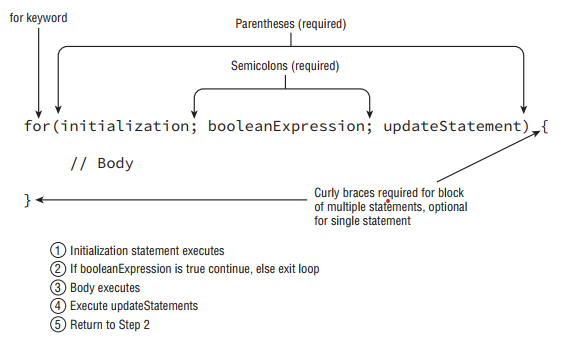 for keyword
Parentheses (required)
Semicolons (required)
for(initialization; booleanExpression; updateStatement) {
// Body
}
Curly braces required for block
of multiple statements, optional
for single statement
1 Initialization statement executes
2 If booleanExpression is true continue, else exit loop
3 Body executes
4 Execute updateStatements
5 Return to Step 2